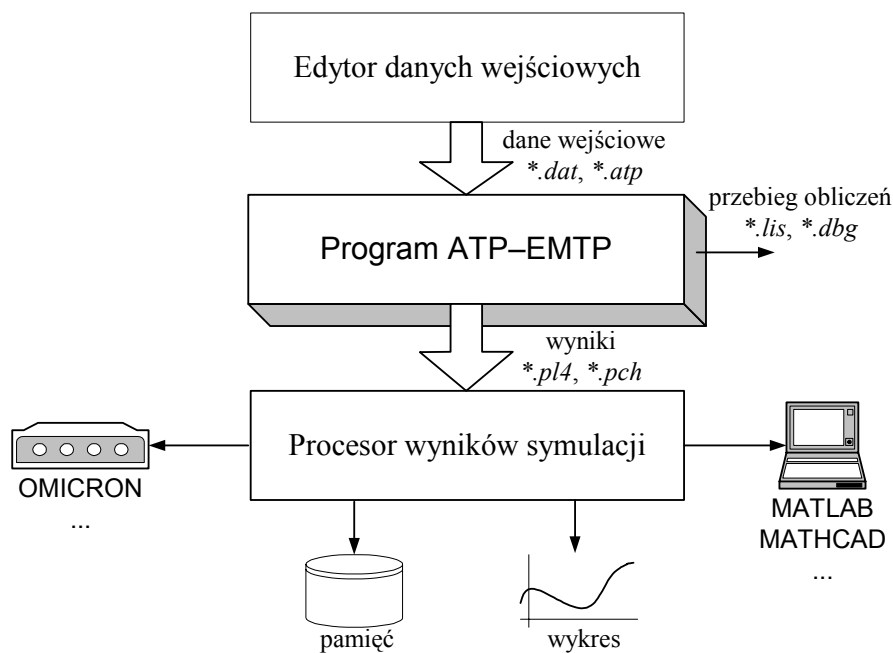 Edytor danych wejściowych
dane wejściowe
*.dat, *.atp
przebieg obliczeń
*.lis, *.dbg
Program ATP–EMTP
wyniki
*.pl4, *.pch
Procesor wyników symulacji
OMICRON
...
MATLAB
MATHCAD
...
pamięć
wykres